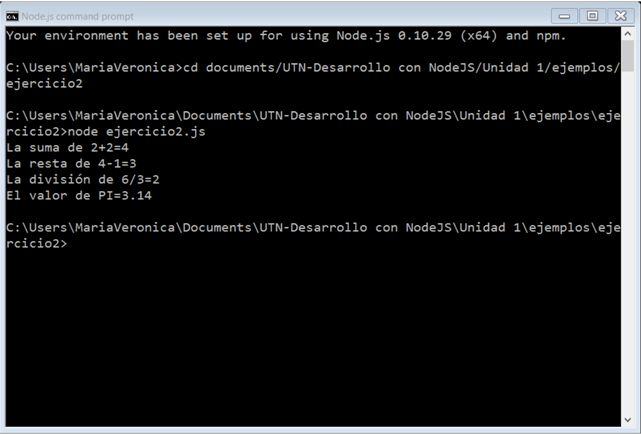 Node.js command prompt
Your environment has been set up for using Node.js 0.10.29 (x64) and npm.
C:\Users\MariaVeronica>cd documents/UTN-Desarrollo con NodeJS/Unidad 1/ejemplos/
ejercicio2
C:\Users\MariaVeronica\Documents\UTN-Desarrollo con NodeJS\Unidad 1\ejemplos\eje
rcicio2>node ejercicio2.js
La suma de 2+2=4
La resta de 4-1=3
La división de 6/3=2
El valor de PI=3.14
C:\Users\MariaVeronica\Documents\UTN-Desarrollo con NodeJS\Unidad 1\ejemplos\eje
rcicio2>